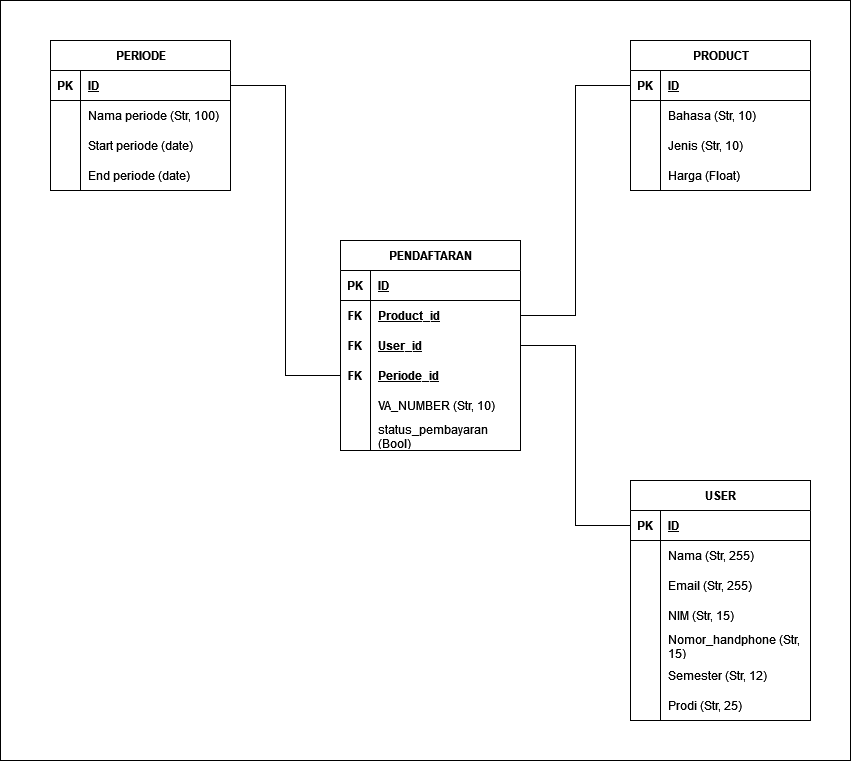 PERIODE
PK ID
Nama periode (Str, 100)
Start periode (date)
End periode (date)
PRODUCT
PK ID
Bahasa (Str, 10)
Jenis (Str, 10)
Harga (Float)
PENDAFTARAN
PK ID
FK Product_id
FK User_id
FK Periode_id
VA_NUMBER (Str, 10)
status_pembayaran
(Bool)
USER
PK ID
Nama (Str, 255)
Email (Str, 255)
NIM (Str, 15)
Nomor_handphone (Str,
15)
Semester (Str, 12)
Prodi (Str, 25)